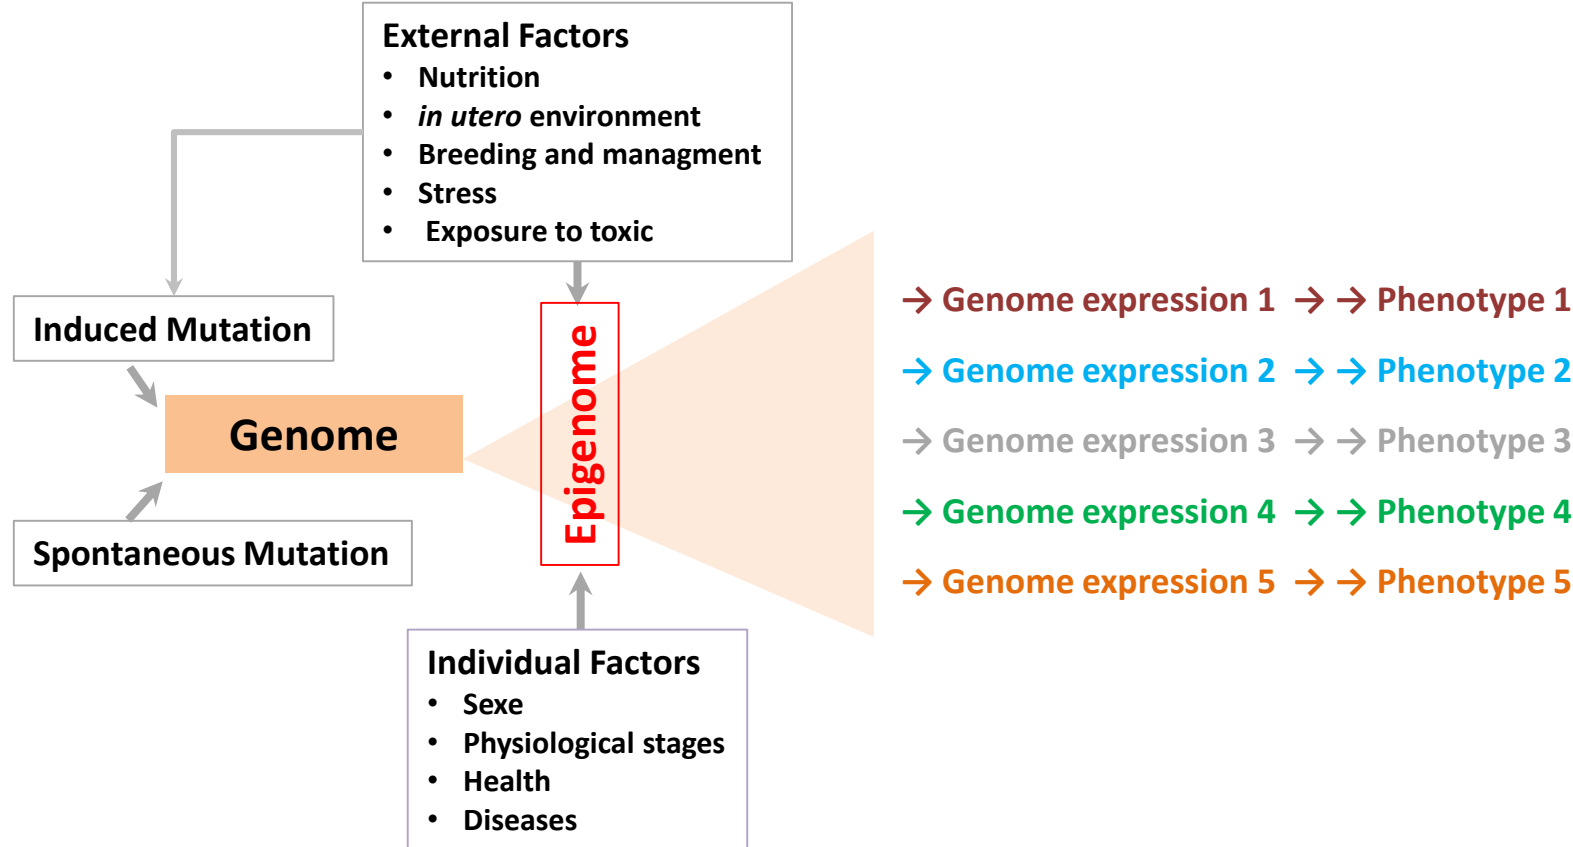 External Factors
• Nutrition
• in utero environment
• Breeding and managment
• Stress
• Exposure to toxic
Induced Mutation
Genome
Spontaneous Mutation
Epigenome
Individual Factors
• Sexe
• Physiological stages
• Health
• Diseases
→ Genome expression 1 → → Phenotype 1
→ Genome expression 2 → → Phenotype 2
→ Genome expression 3 → → Phenotype 3
→ Genome expression 4 → → Phenotype 4
→ Genome expression 5 → → Phenotype 5